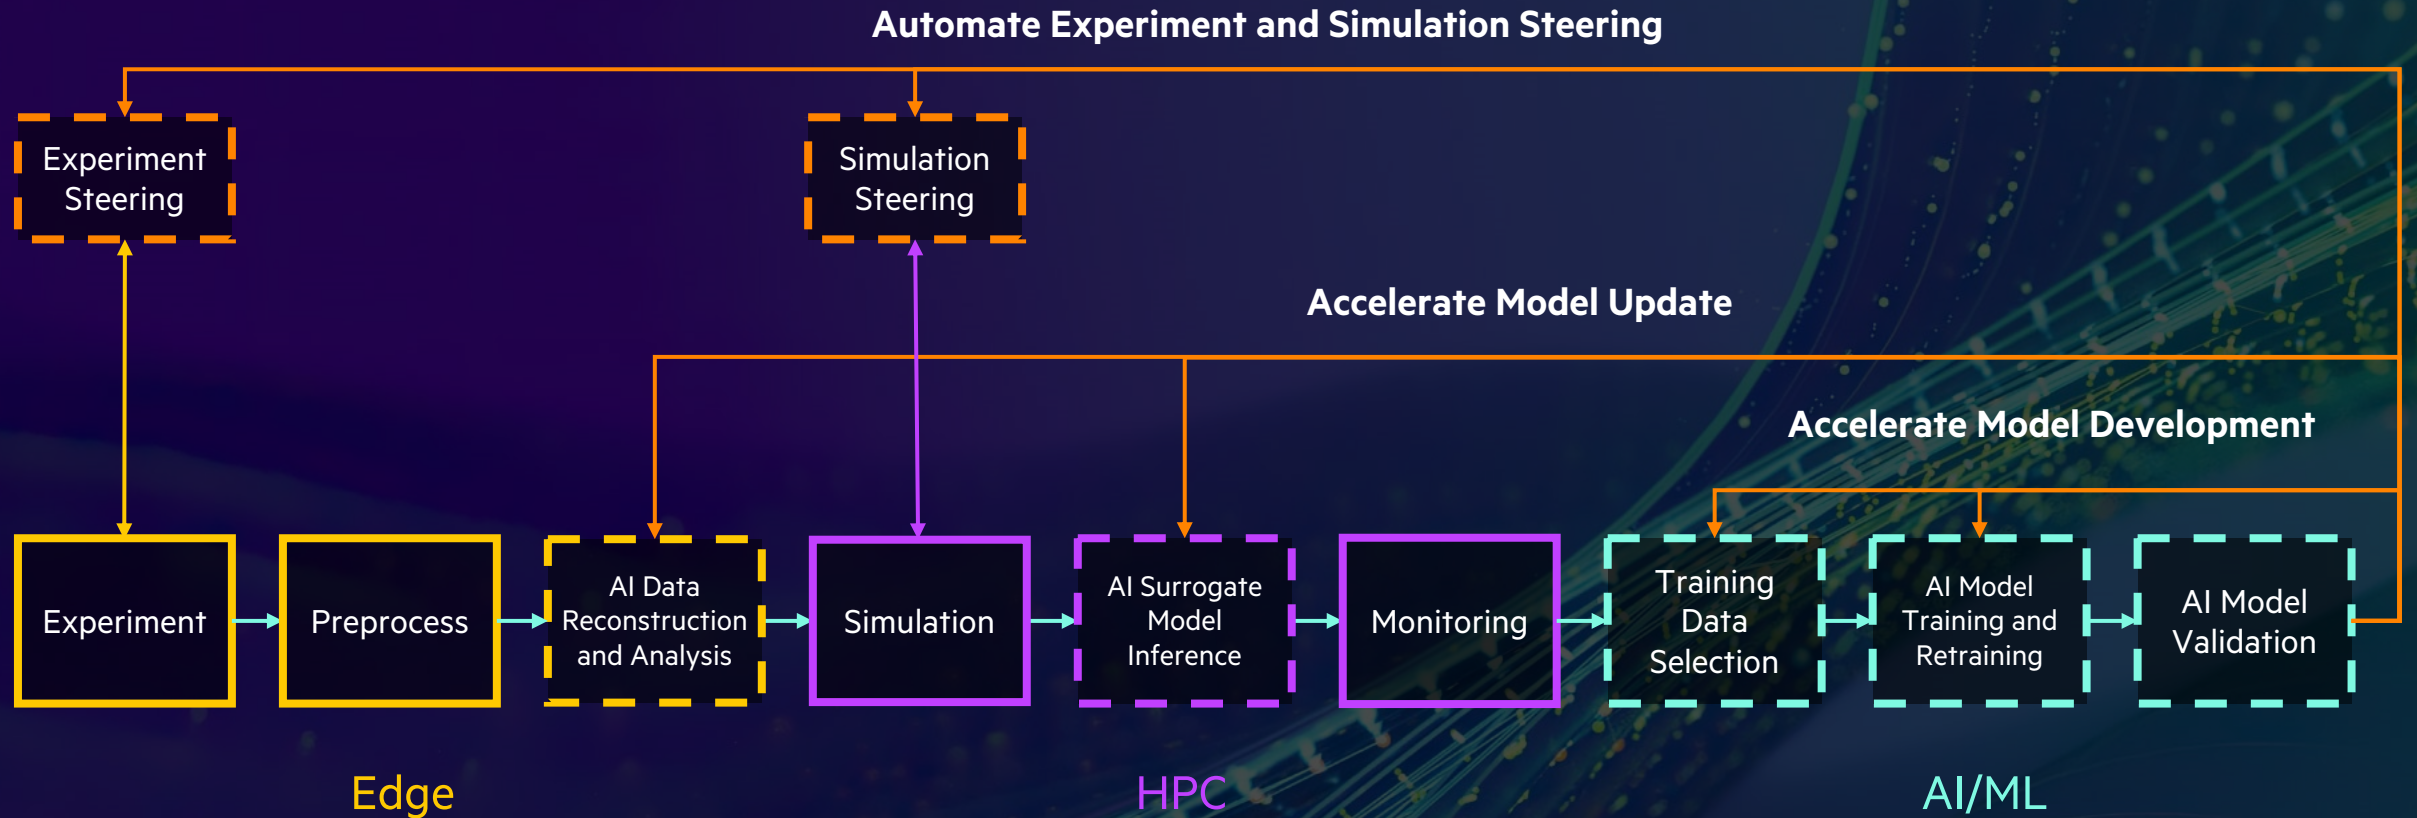 Automate Experiment and Simulation Steering
Experiment
Steering
Simulation
Steering
Accelerate Model Update
Accelerate Model Development
Experiment
Preprocess
AI Data
Reconstruction
and Analysis
Simulation
AI Surrogate
Model
Inference
Monitoring
Training
Data
Selection
AI Model
Training and
Retraining
AI Model
Validation
Edge
HPC
AI/ML